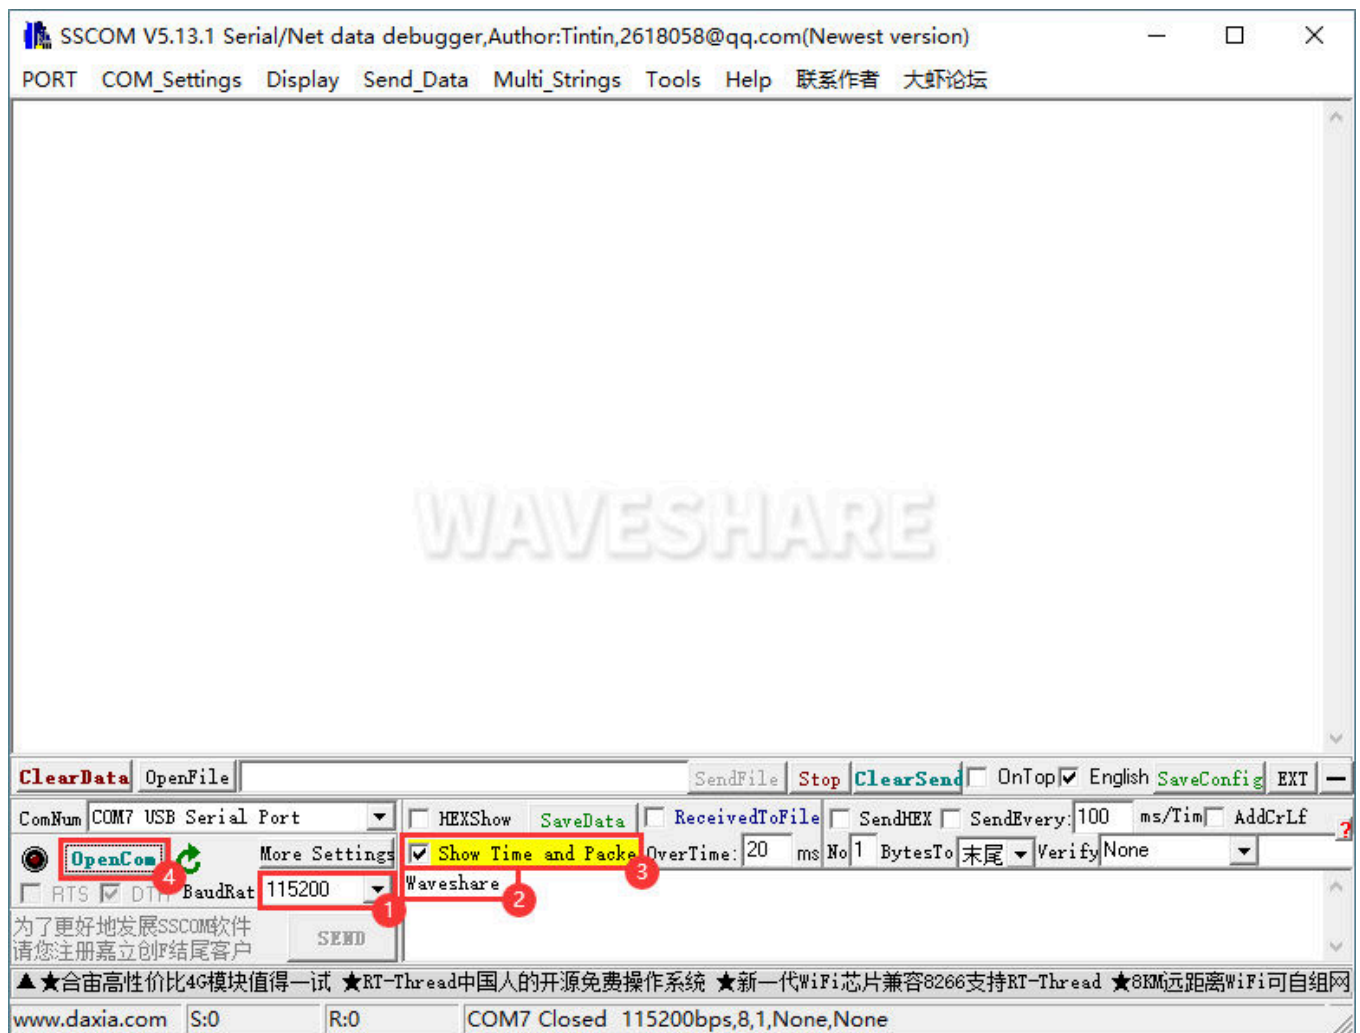 SSCOM V5.13.1 Serial/Net data debugger,Author:Tintin,2618058@qq.com(Newest version)
PORT COM_Settings Display Send_Data Multi_Strings Tools Help 联系作者 大虾论坛
WAVESHARE
ClearData OpenFile SendFile Stop ClearSend OnTop English SaveConfig EXT
ComNum COM7 USB Serial Port HEXShow SaveData ReceivedToFile SendHEX SendEvery: 100 ms/Tim AddCrLf ?
OpenCom More Settings Show Time and Packe OverTime: 20 ms No 1 BytesTo 末尾 Verify None
4 3
RTS DTR BaudRat 115200 Waveshare
1 2
为了更好地发展SSCOM软件
请您注册嘉立创F结尾客户 SEND
▲★合宙高性价比4G模块值得一试 ★RT-Thread中国人的开源免费操作系统 ★新一代WiFi芯片兼容8266支持RT-Thread ★8KM远距离WiFi可自组网
www.daxia.com S:0 R:0 COM7 Closed 115200bps,8,1,None,None